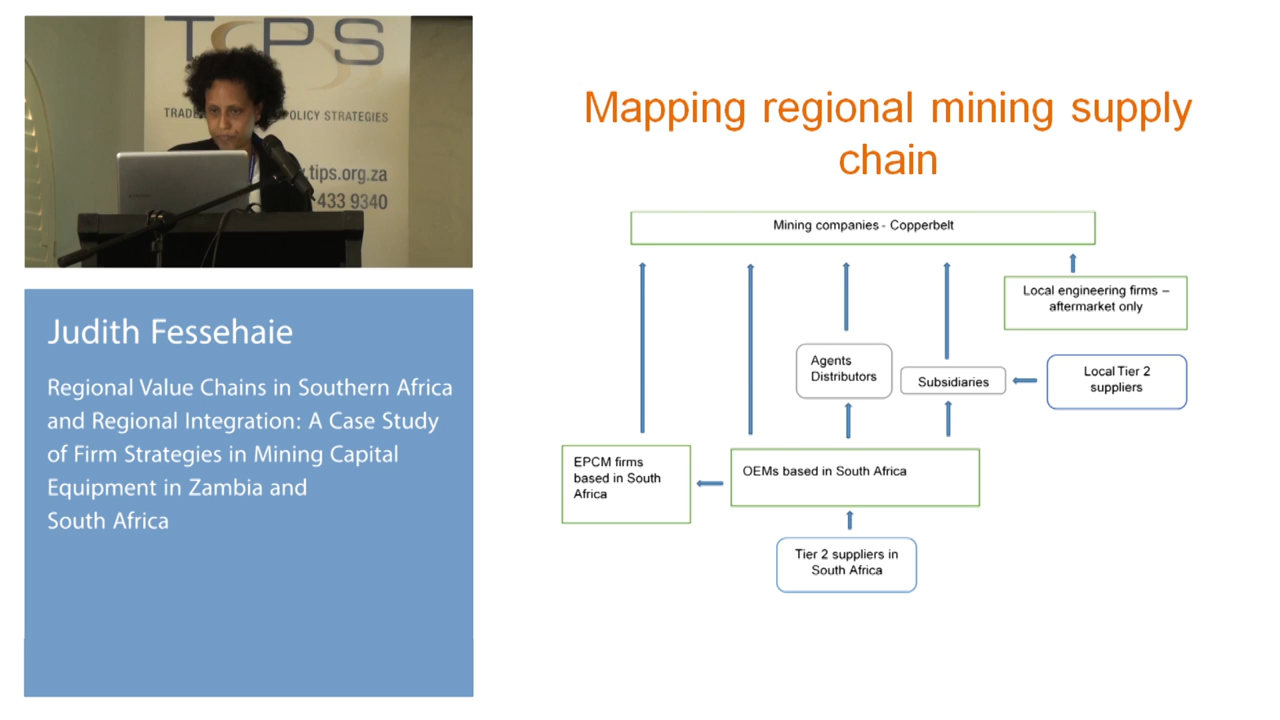 TIPS
TRADE
POLICY STRATEGIES
.tips.org.za
433 9340
Judith Fessehaie
Regional Value Chains in Southern Africa
and Regional Integration: A Case Study
of Firm Strategies in Mining Capital
Equipment in Zambia and
South Africa
Mapping regional mining supply
chain
Mining companies - Copperbelt
Local engineering firms –
aftermarket only
Agents
Distributors
Subsidiaries
Local Tier 2
suppliers
EPCM firms
based in South
Africa
OEMs based in South Africa
Tier 2 suppliers in
South Africa